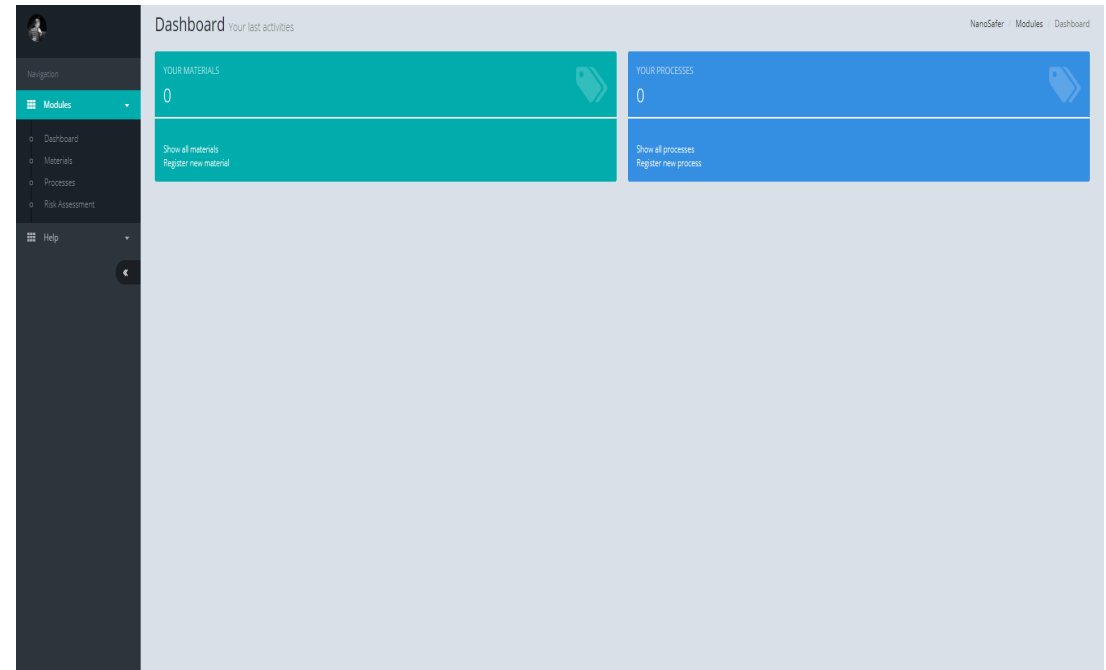 Dashboard Your last activities
NanoSafer / Modules / Dashboard
Navigation
Modules
Dashboard
Materials
Processes
Risk Assessment
Help
YOUR MATERIALS
0
Show all materials
Register new material
YOUR PROCESSES
0
Show all processes
Register new process